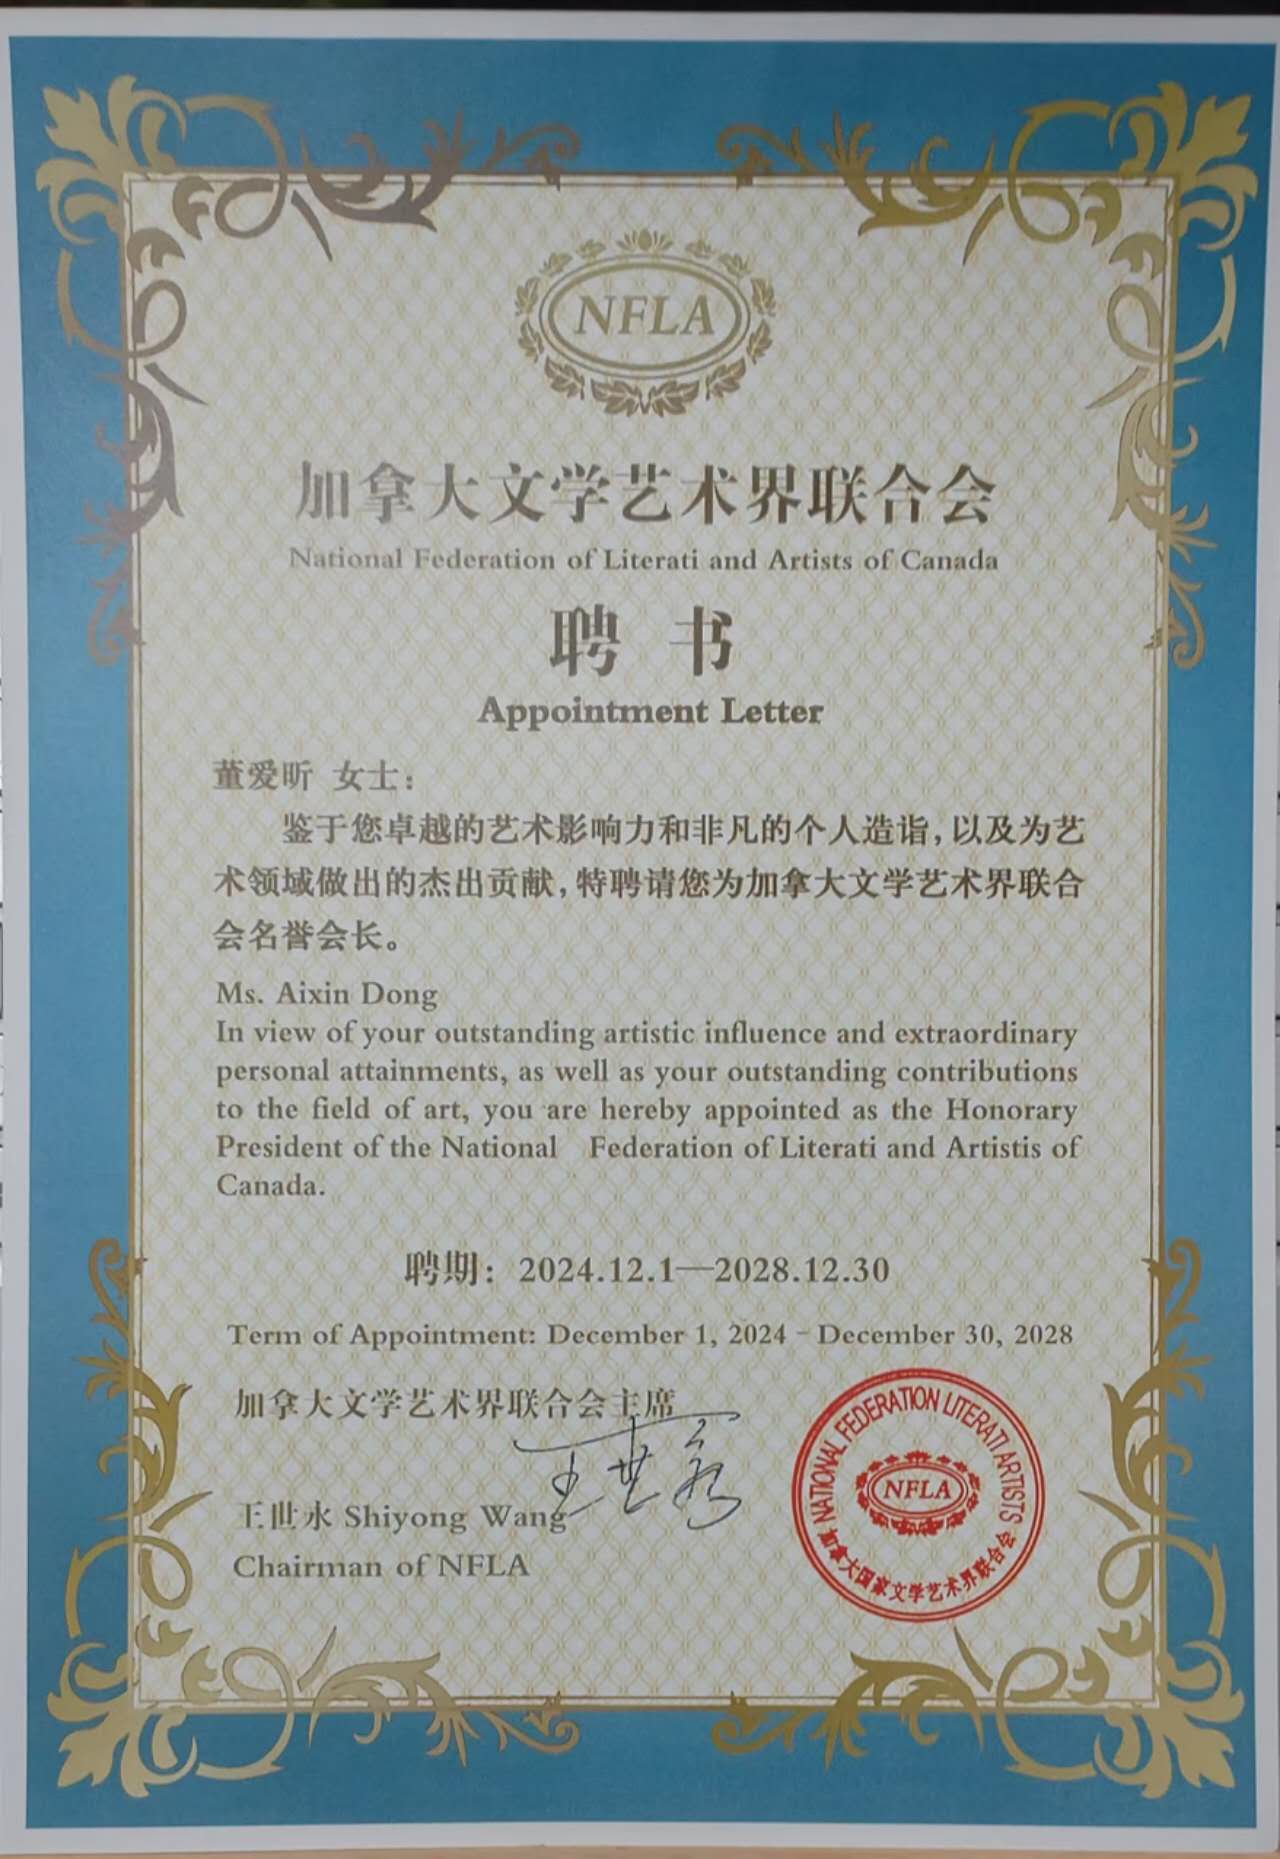 NFLA
加拿大文学艺术界联合会
National Federation of Literati and Artists of Canada
聘 书
Appointment Letter
董爱昕 女士：
鉴于您卓越的艺术影响力和非凡的个人造诣，以及为艺
术领域做出的杰出贡献，特聘请您为加拿大文学艺术界联合
会名誉会长。
Ms. Aixin Dong
In view of your outstanding artistic influence and extraordinary
personal attainments, as well as your outstanding contributions
to the field of art, you are hereby appointed as the Honorary
President of the National Federation of Literati and Artistis of
Canada.
聘期：2024.12.1—2028.12.30
Term of Appointment: December 1, 2024 - December 30, 2028
加拿大文学艺术界联合会主席
王世永 Shiyong Wang
Chairman of NFLA
NATIONAL FEDERATION LITERATI ARTISTS
NFLA
加拿大国家文学艺术界联合会